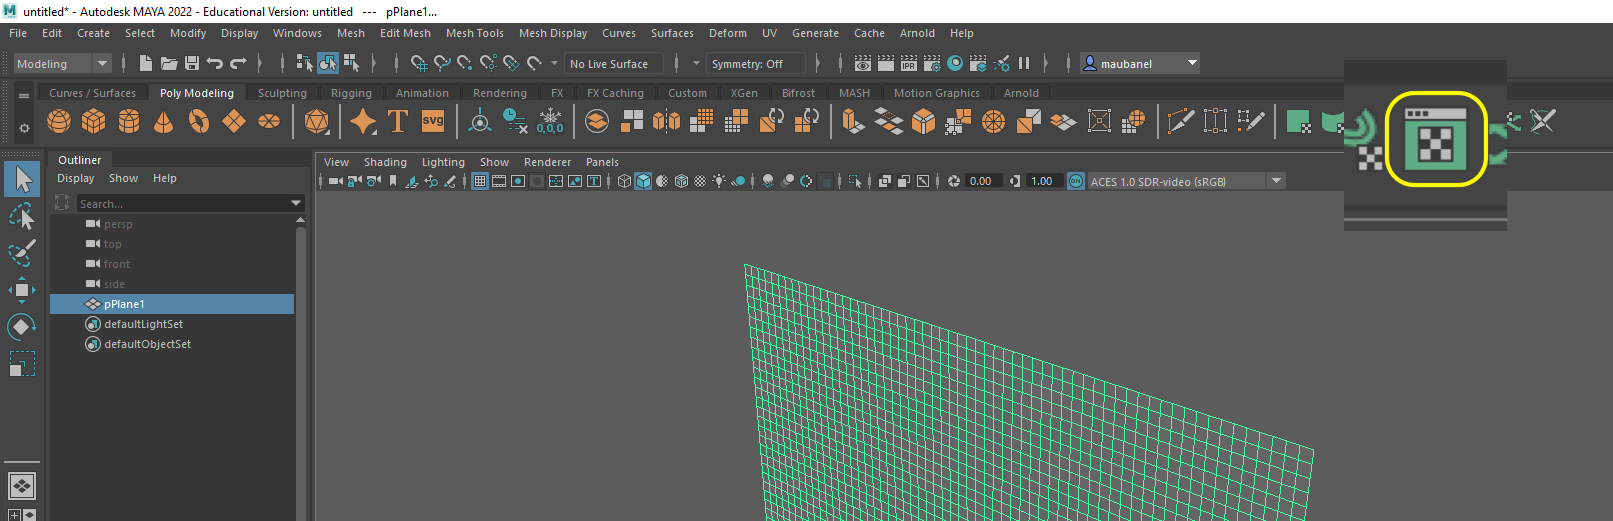 untitled* - Autodesk MAYA 2022 - Educational Version: untitled --- pPlane1...
File Edit Create Select Modify Display Windows Mesh Edit Mesh Mesh Tools Mesh Display Curves Surfaces Deform UV Generate Cache Arnold Help
Modeling No Live Surface Symmetry: Off IPR maubanel
Curves / Surfaces Poly Modeling Sculpting Rigging Animation Rendering FX FX Caching Custom XGen Bifrost MASH Motion Graphics Arnold
T SVG 0,0,0
Outliner
Display Show Help
View Shading Lighting Show Renderer Panels
0.00 1.00 ON ACES 1.0 SDR-video (sRGB)
Search...
persp
top
front
side
pPlane1
defaultLightSet
defaultObjectSet